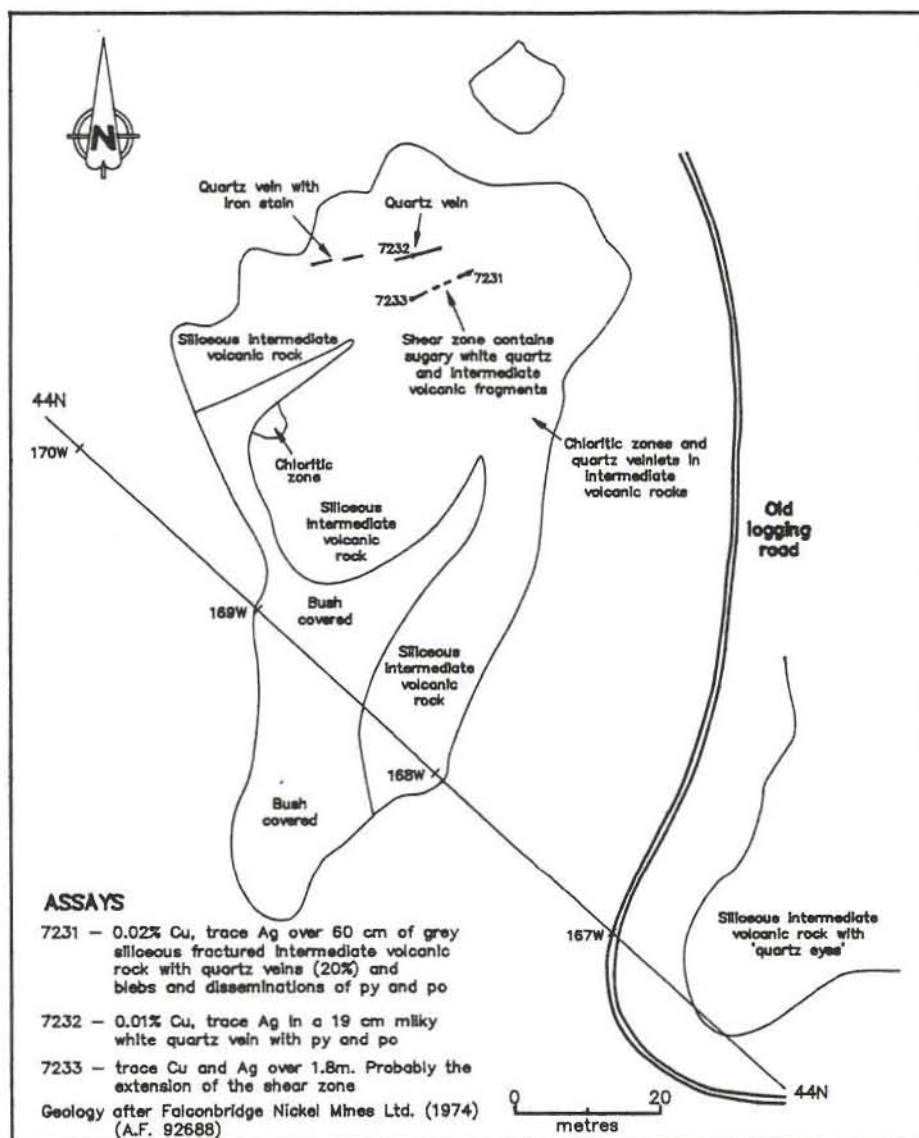 N
Quartz vein with
iron stain
Quartz vein
7232
7231
7233
Siliceous intermediate
volcanic rock
Shear zone contains
sugary white quartz
and intermediate
volcanic fragments
44N
170W
Chloritic
zone
Chloritic zones and
quartz veinlets in
intermediate
volcanic rocks
Siliceous
intermediate
volcanic
rock
Old
logging
road
169W
Bush
covered
Siliceous
intermediate
volcanic
rock
168W
Bush
covered
167W
Siliceous intermediate
volcanic rock with
'quartz eyes'
44N
ASSAYS
7231 – 0.02% Cu, trace Ag over 60 cm of grey
siliceous fractured intermediate volcanic
rock with quartz veins (20%) and
blebs and disseminations of py and po
7232 – 0.01% Cu, trace Ag in a 19 cm milky
white quartz vein with py and po
7233 – trace Cu and Ag over 1.8m. Probably the
extension of the shear zone
Geology after Falconbridge Nickel Mines Ltd. (1974)
(A.F. 92688)
0 20
metres